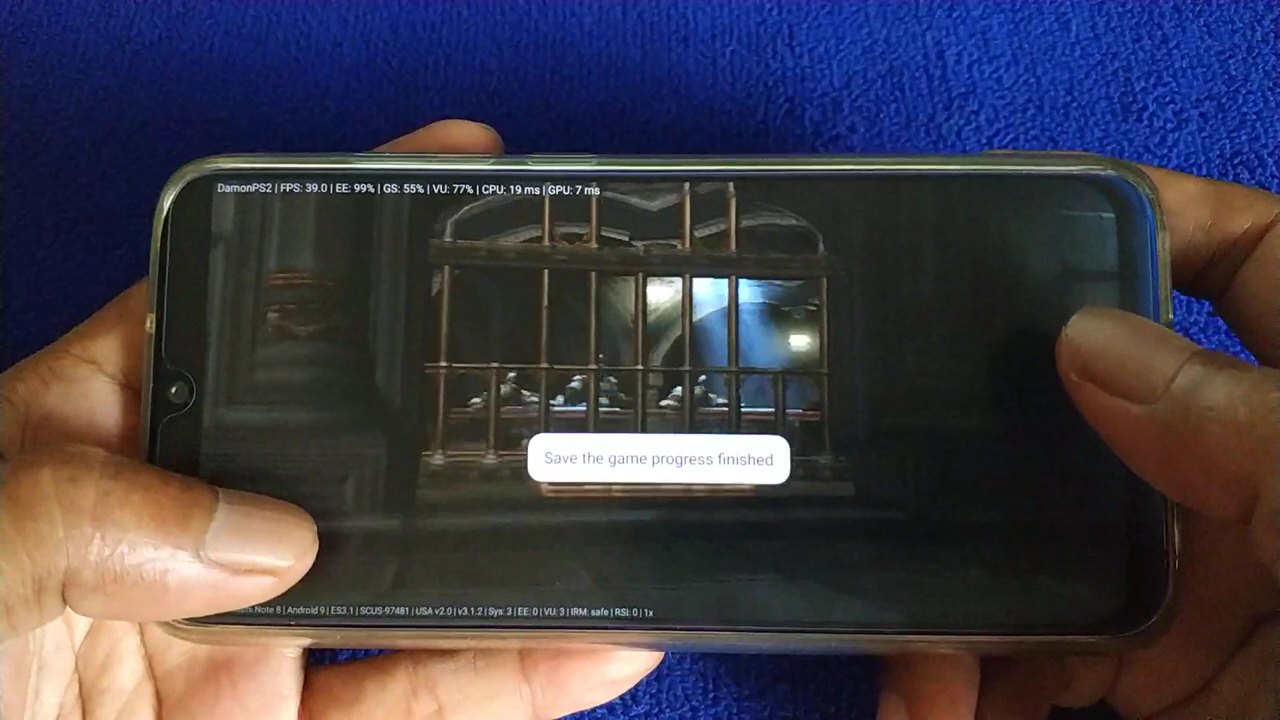 DamonPS2 | FPS: 39.0 | EE: 99% | GS: 55% | VU: 77% | CPU: 19 ms | GPU: 7 ms
Save the game progress finished
Note 8 | Android 9 | ES3.1 | SCUS-97481 | USA v2.0 | v3.1.2 | Sys: 3 | EE: 0 | VU: 3 | IRM: safe | RSI: 0 | 1x